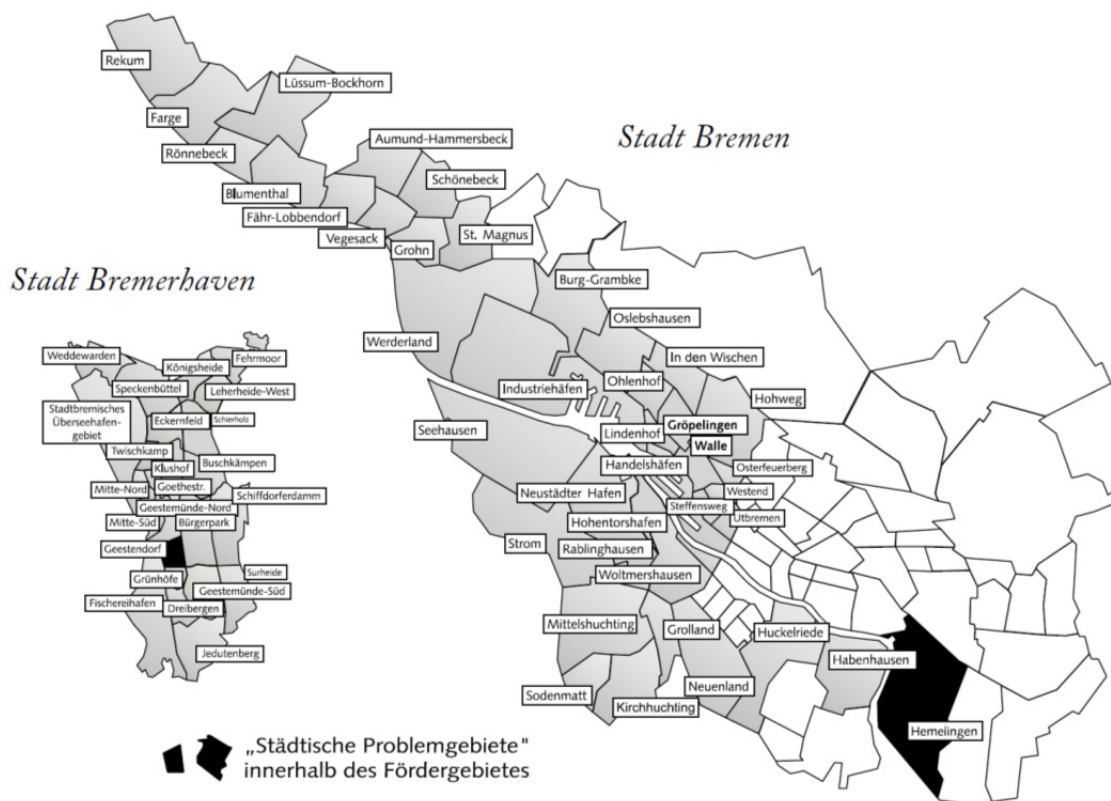 Rekum
Lüssum-Bockhorn
Farge
Rönnebeck
Aumund-Hammersbeck
Stadt Bremen
Schönebeck
Blumenthal
Fähr-Lobbendorf
Vegesack
St. Magnus
Grohn
Stadt Bremerhaven
Burg-Grambke
Oslebshausen
Werderland
In den Wischen
Industriehäfen
Ohlenhof
Hohweg
Seehausen
Lindenhof
Gröpelingen
Walle
Handelshäfen
Osterfeuerberg
Neustädter Hafen
Westend
Steffensweg
Utbremen
Hohentorshafen
Strom
Rablinghausen
Woltmershausen
Mittelshuchting
Grolland
Huckelriede
Habenhausen
Sodenmatt
Kirchhuchting
Neuenland
Hemelingen
Weddewarden
Königsheide
Fehrmoor
Speckenbüttel
Leherheide-West
Stadtbremisches
Überseehafen-
gebiet
Eckernfeld
Schierholz
Twischkamp
Klushof
Buschkämpen
Mitte-Nord
Goethestr.
Schiffdorferdamm
Geestemünde-Nord
Mitte-Süd
Bürgerpark
Geestendorf
Grünhöfe
Surheide
Geestemünde-Süd
Fischereihafen
Dreibergen
Jedutenberg
„Städtische Problemgebiete"
innerhalb des Fördergebietes